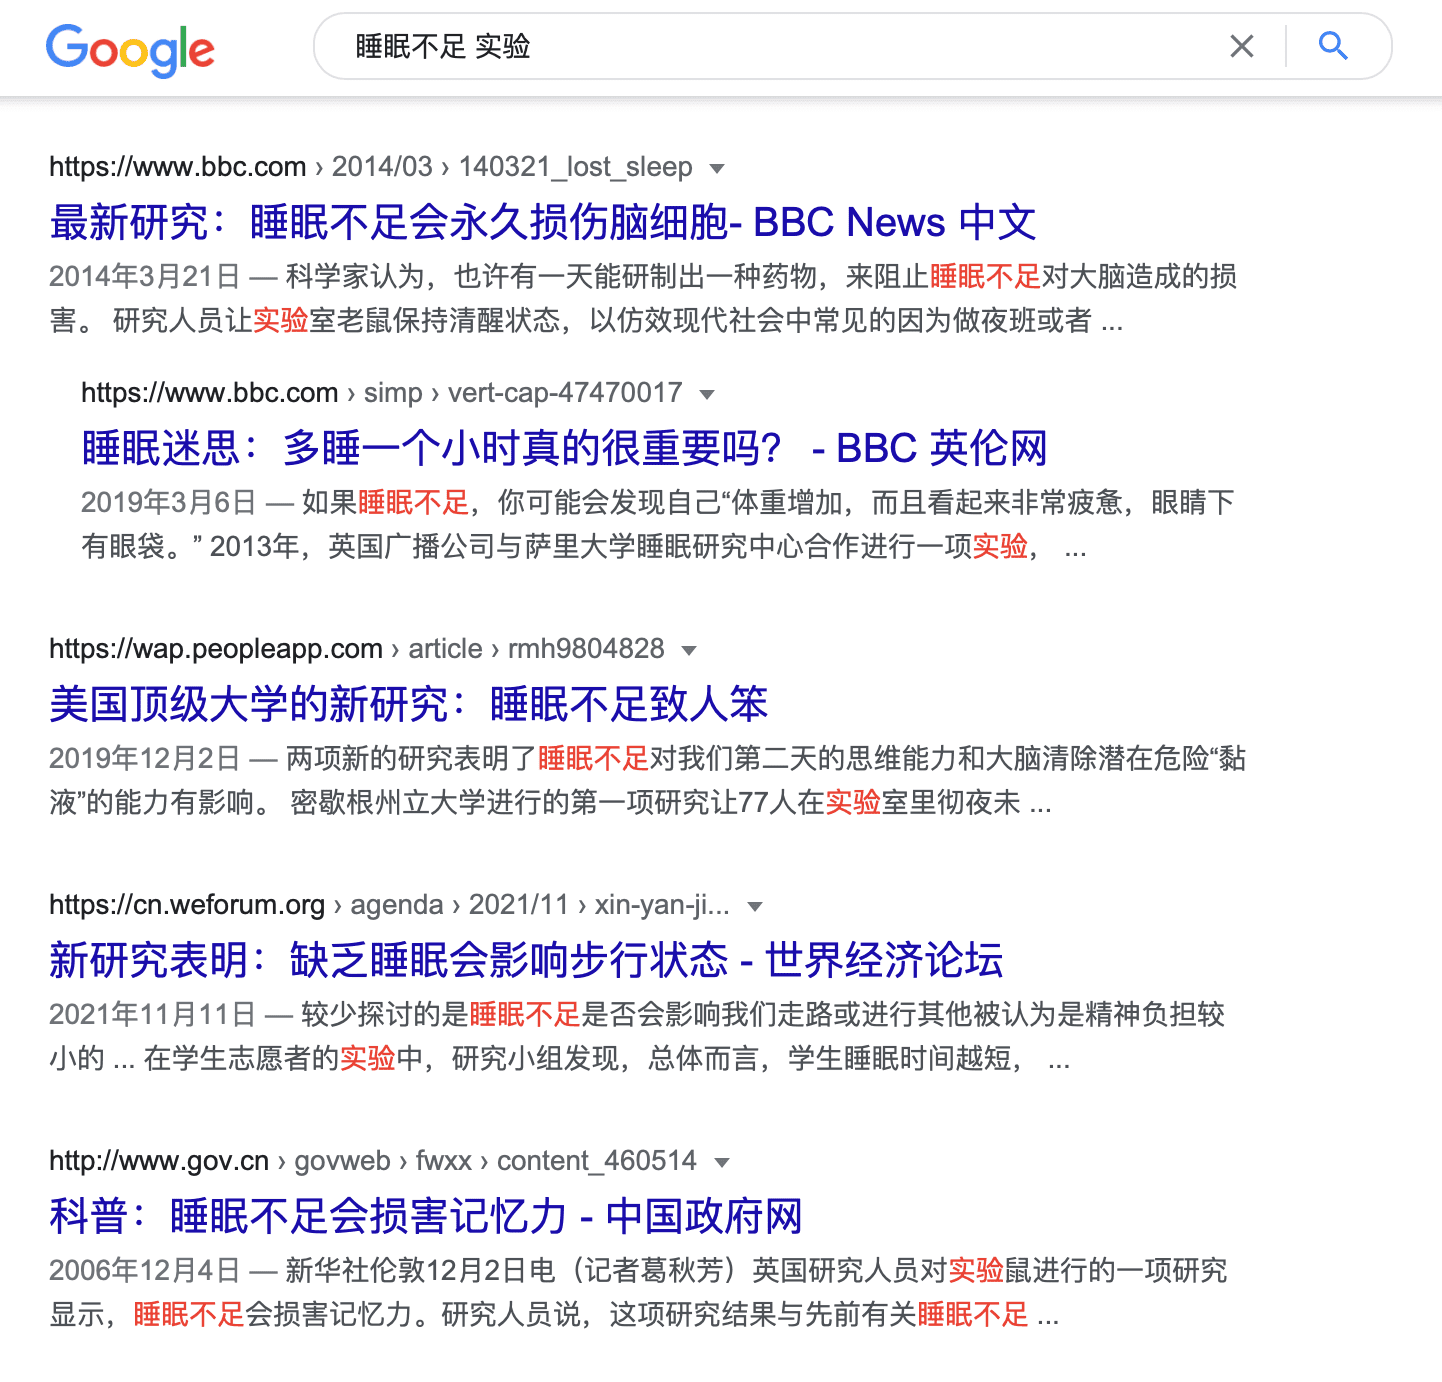 Google
睡眠不足 实验
https://www.bbc.com › 2014/03 › 140321_lost_sleep
最新研究：睡眠不足会永久损伤脑细胞- BBC News 中文
2014年3月21日 — 科学家认为，也许有一天能研制出一种药物，来阻止睡眠不足对大脑造成的损
害。 研究人员让实验室老鼠保持清醒状态，以仿效现代社会中常见的因为做夜班或者 ...
https://www.bbc.com › simp › vert-cap-47470017
睡眠迷思：多睡一个小时真的很重要吗？ - BBC 英伦网
2019年3月6日 — 如果睡眠不足，你可能会发现自己“体重增加，而且看起来非常疲惫，眼睛下
有眼袋。” 2013年，英国广播公司与萨里大学睡眠研究中心合作进行一项实验， ...
https://wap.peopleapp.com › article › rmh9804828
美国顶级大学的新研究：睡眠不足致人笨
2019年12月2日 — 两项新的研究表明了睡眠不足对我们第二天的思维能力和大脑清除潜在危险“黏
液”的能力有影响。 密歇根州立大学进行的第一项研究让77人在实验室里彻夜未 ...
https://cn.weforum.org › agenda › 2021/11 › xin-yan-ji...
新研究表明：缺乏睡眠会影响步行状态 - 世界经济论坛
2021年11月11日 — 较少探讨的是睡眠不足是否会影响我们走路或进行其他被认为是精神负担较
小的 ... 在学生志愿者的实验中，研究小组发现，总体而言，学生睡眠时间越短， ...
http://www.gov.cn › govweb › fwxx › content_460514
科普：睡眠不足会损害记忆力 - 中国政府网
2006年12月4日 — 新华社伦敦12月2日电（记者葛秋芳）英国研究人员对实验鼠进行的一项研究
显示，睡眠不足会损害记忆力。研究人员说，这项研究结果与先前有关睡眠不足 ...